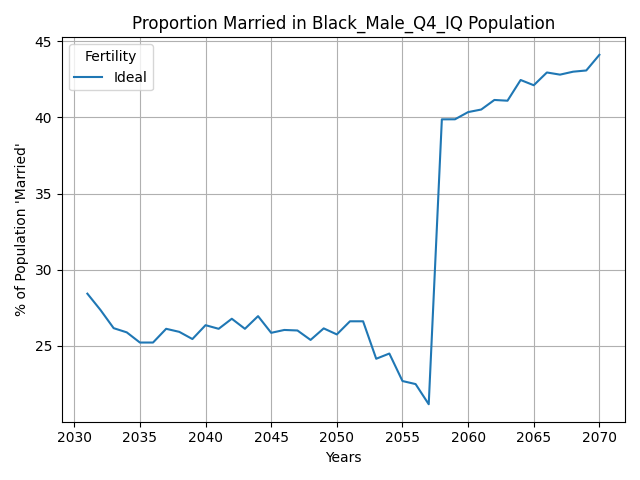 Proportion Married in Black_Male_Q4_IQ Population
Fertility
Ideal
% of Population 'Married'
45
40
35
30
25
2030 2035 2040 2045 2050 2055 2060 2065 2070
Years